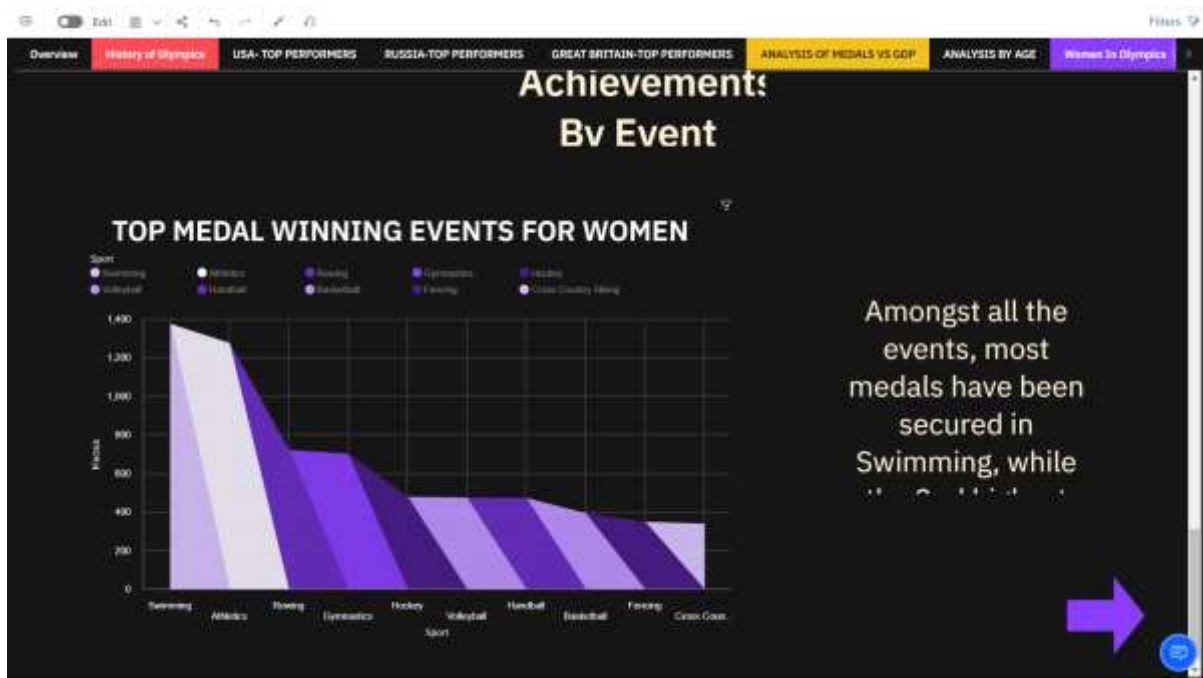 Edit
Filters
Overview History of Olympics USA- TOP PERFORMERS RUSSIA-TOP PERFORMERS GREAT BRITAIN-TOP PERFORMERS ANALYSIS OF MEDALS VS GDP ANALYSIS BY AGE Women In Olympics
Achievements
By Event
TOP MEDAL WINNING EVENTS FOR WOMEN
Sport
Swimming Athletics Rowing Gymnastics Hockey
Volleyball Handball Basketball Fencing Cross Country Skiing
1,400
1,200
1,000
800
600
400
200
0
Medals
Swimming Athletics Rowing Gymnastics Hockey Volleyball Handball Basketball Fencing Cross Coun..
Sport
Amongst all the
events, most
medals have been
secured in
Swimming, while